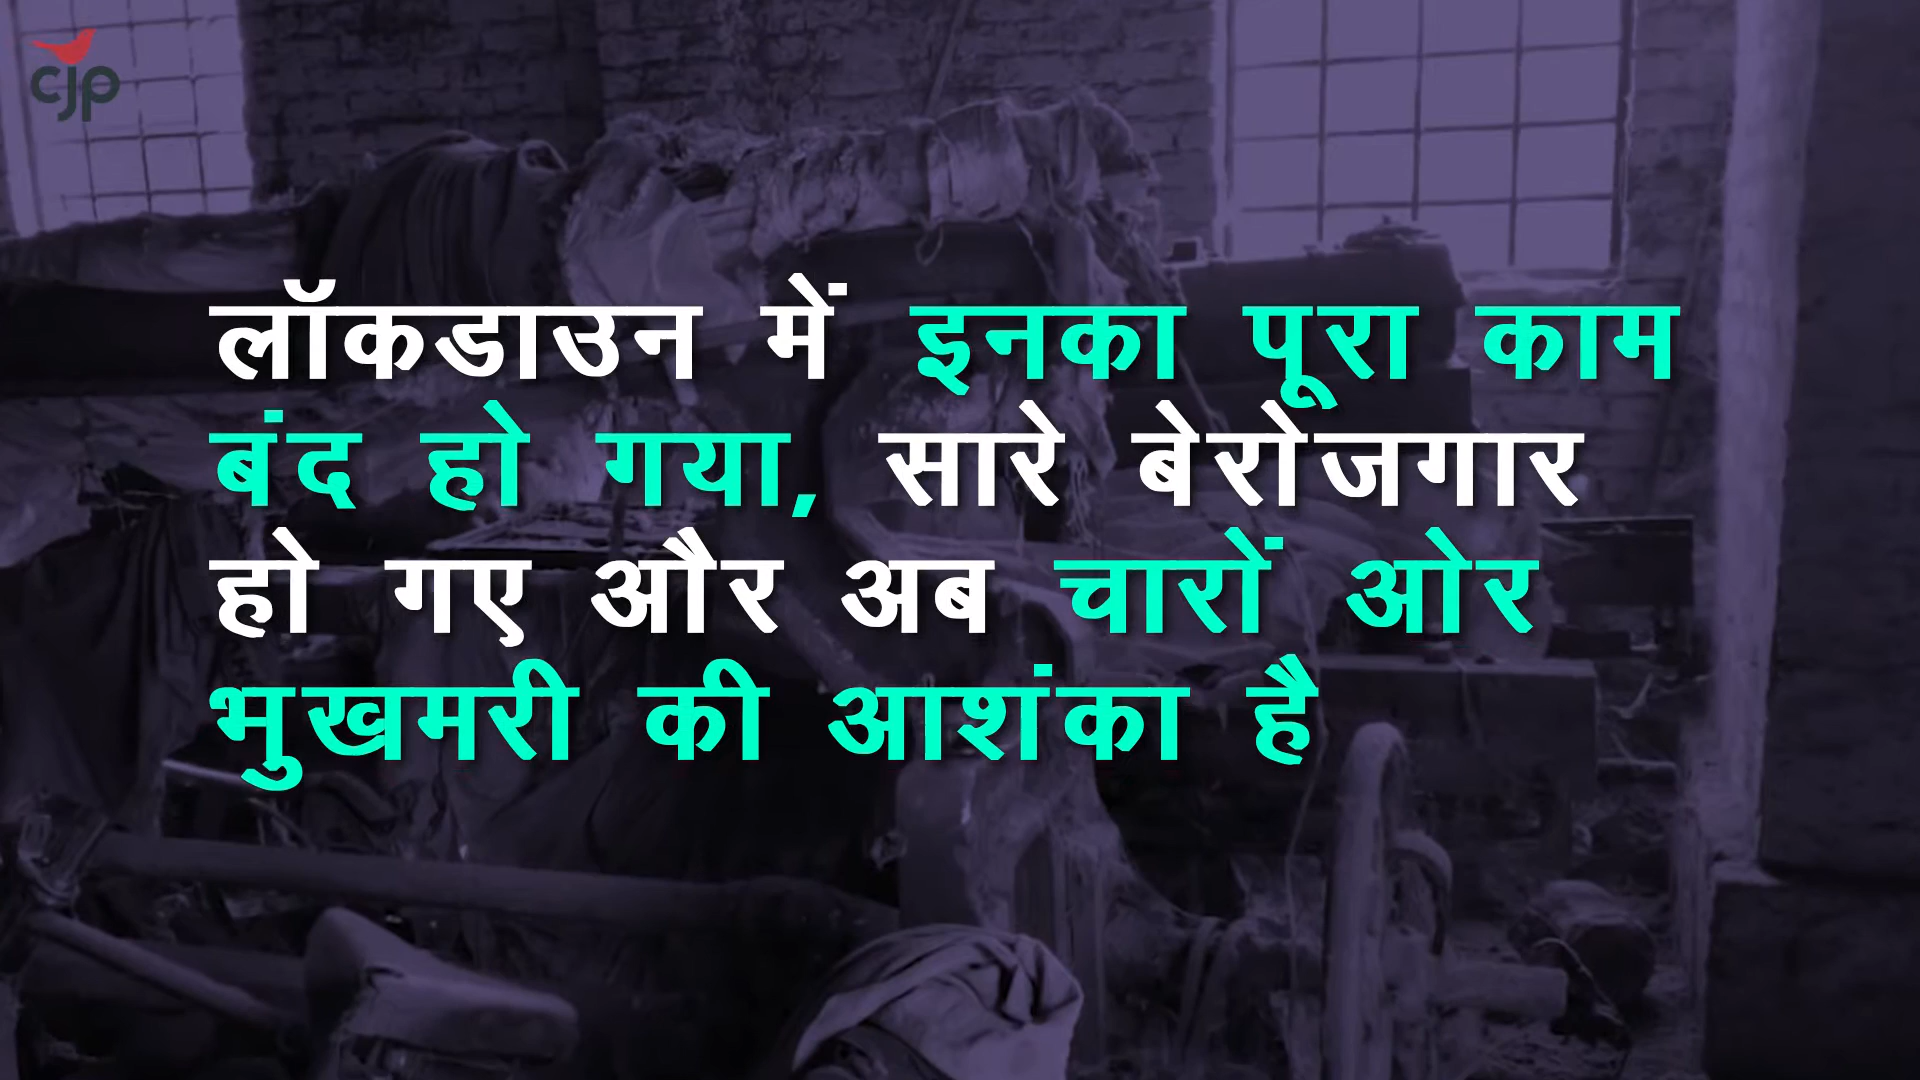 cjp
लॉकडाउन में इनका पूरा काम
बंद हो गया, सारे बेरोजगार
हो गए और अब चारों ओर
भुखमरी की आशंका है